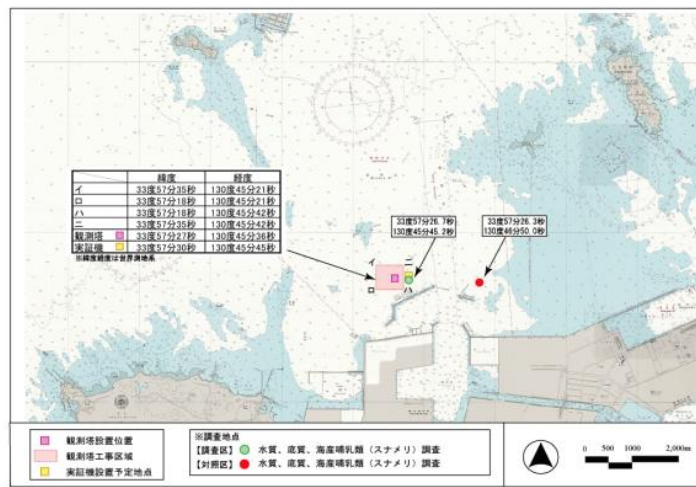 緯度 経度
イ 33度57分35秒 130度45分21秒
ロ 33度57分18秒 130度45分21秒
ハ 33度57分18秒 130度45分42秒
ニ 33度57分35秒 130度45分42秒
観測塔 33度57分27秒 130度45分36秒
実証機 33度57分30秒 130度45分45秒
※緯度経度は世界測地系
33度57分26.7秒
130度45分45.2秒
33度57分26.3秒
130度46分50.0秒
イ ニ
ロ ハ
観測塔設置位置
観測塔工事区域
実証機設置予定地点
※調査地点
【調査区】 水質、底質、海産哺乳類（スナメリ）調査
【対照区】 水質、底質、海産哺乳類（スナメリ）調査
0 500 1000 2,000m